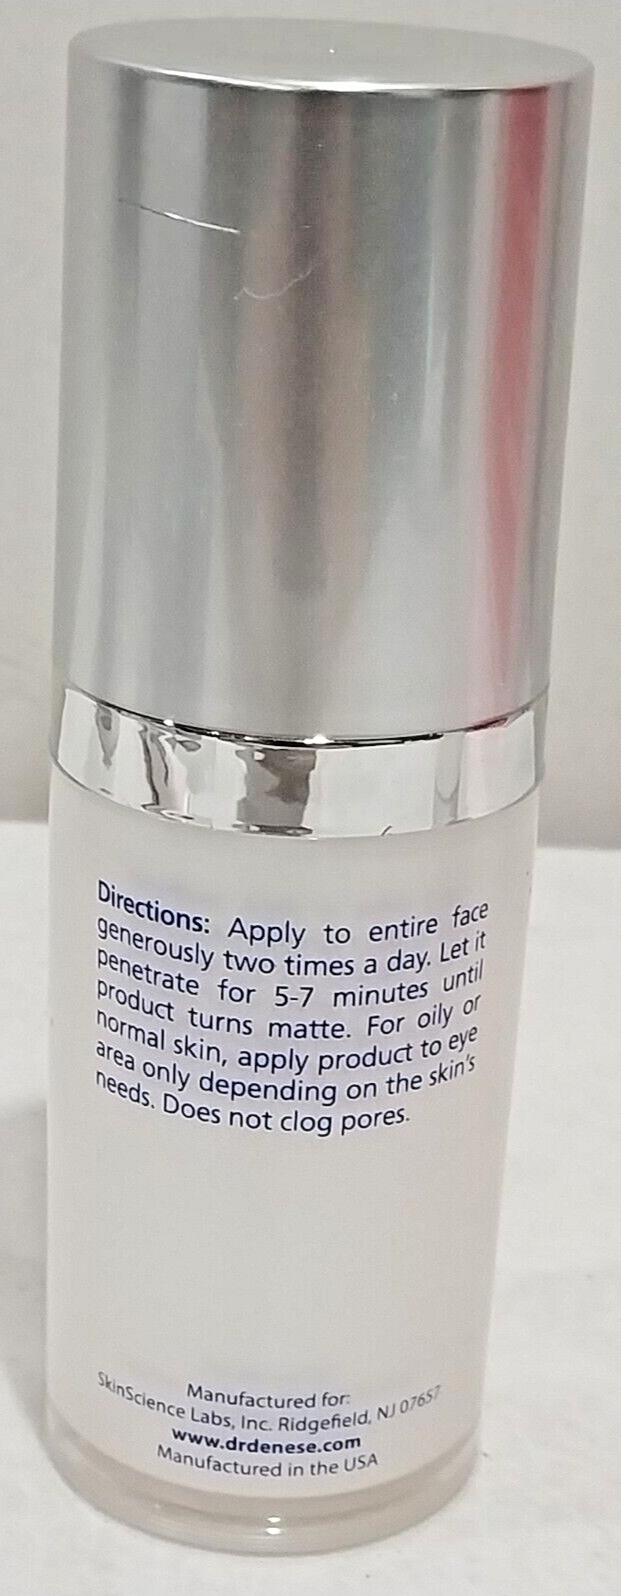 Directions: Apply to entire face
generously two times a day. Let it
penetrate for 5-7 minutes until
product turns matte. For oily or
normal skin, apply product to eye
area only depending on the skin's
needs. Does not clog pores.
Manufactured for:
SkinScience Labs, Inc. Ridgefield, NJ 07657
www.drdenese.com
Manufactured in the USA